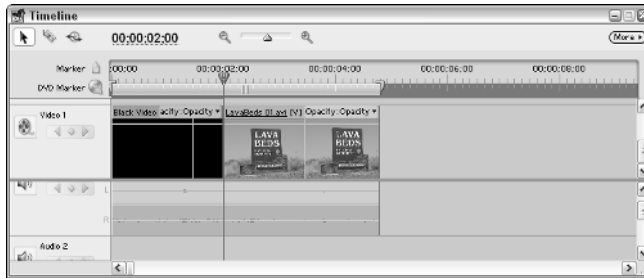 Timeline
00;00;02;00
More
Marker
:00;00 00;00;02;00 00;00;04;00 00;00;06;00 00;00;08;00
DVD Marker
Video 1
Black Video acity:Opacity LavaBeds 01.avi [V] Opacity:Opacity
LAVA BEDS LAVA BEDS
L
R
Audio 2